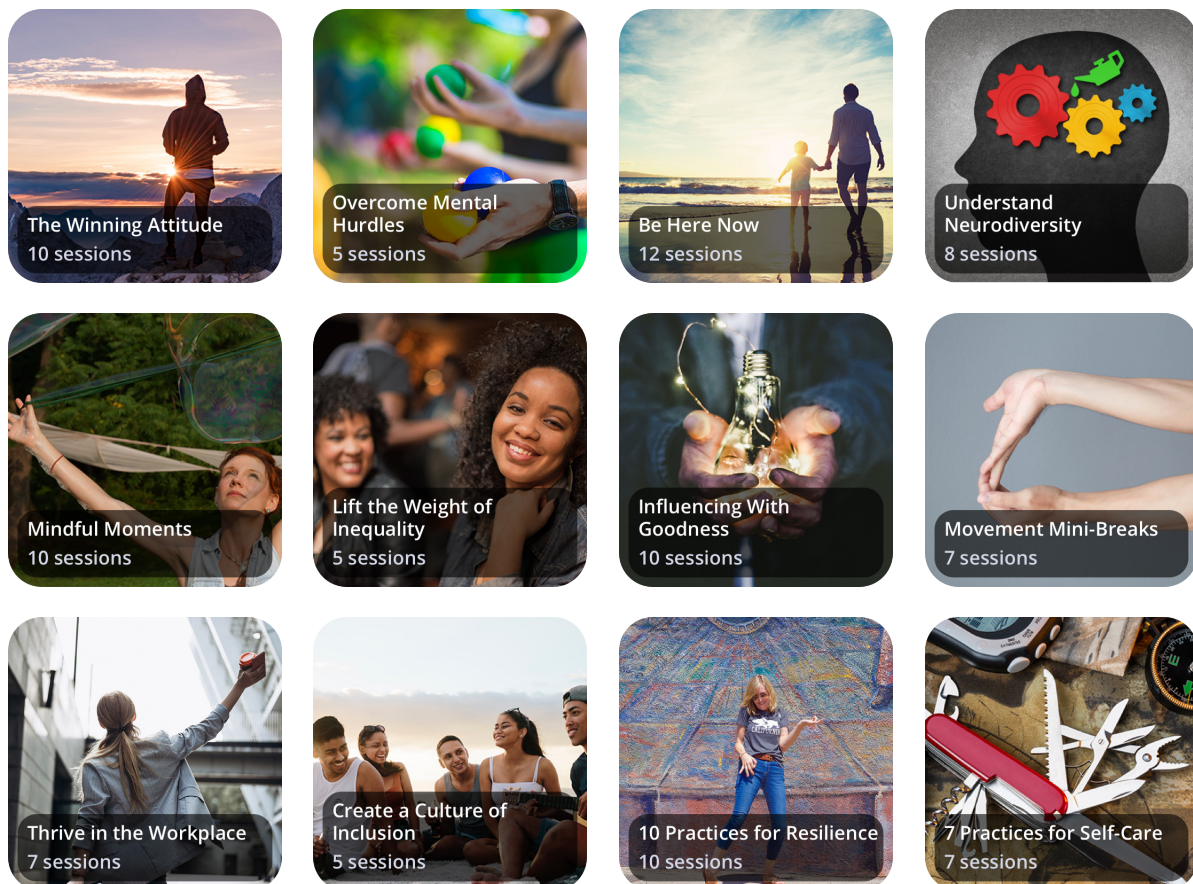 The Winning Attitude
10 sessions
Overcome Mental
Hurdles
5 sessions
Be Here Now
12 sessions
Understand
Neurodiversity
8 sessions
Mindful Moments
10 sessions
Lift the Weight of
Inequality
5 sessions
Influencing With
Goodness
10 sessions
Movement Mini-Breaks
7 sessions
Thrive in the Workplace
7 sessions
Create a Culture of
Inclusion
5 sessions
CALIFORNIA
10 Practices for Resilience
10 sessions
E
7 Practices for Self-Care
7 sessions